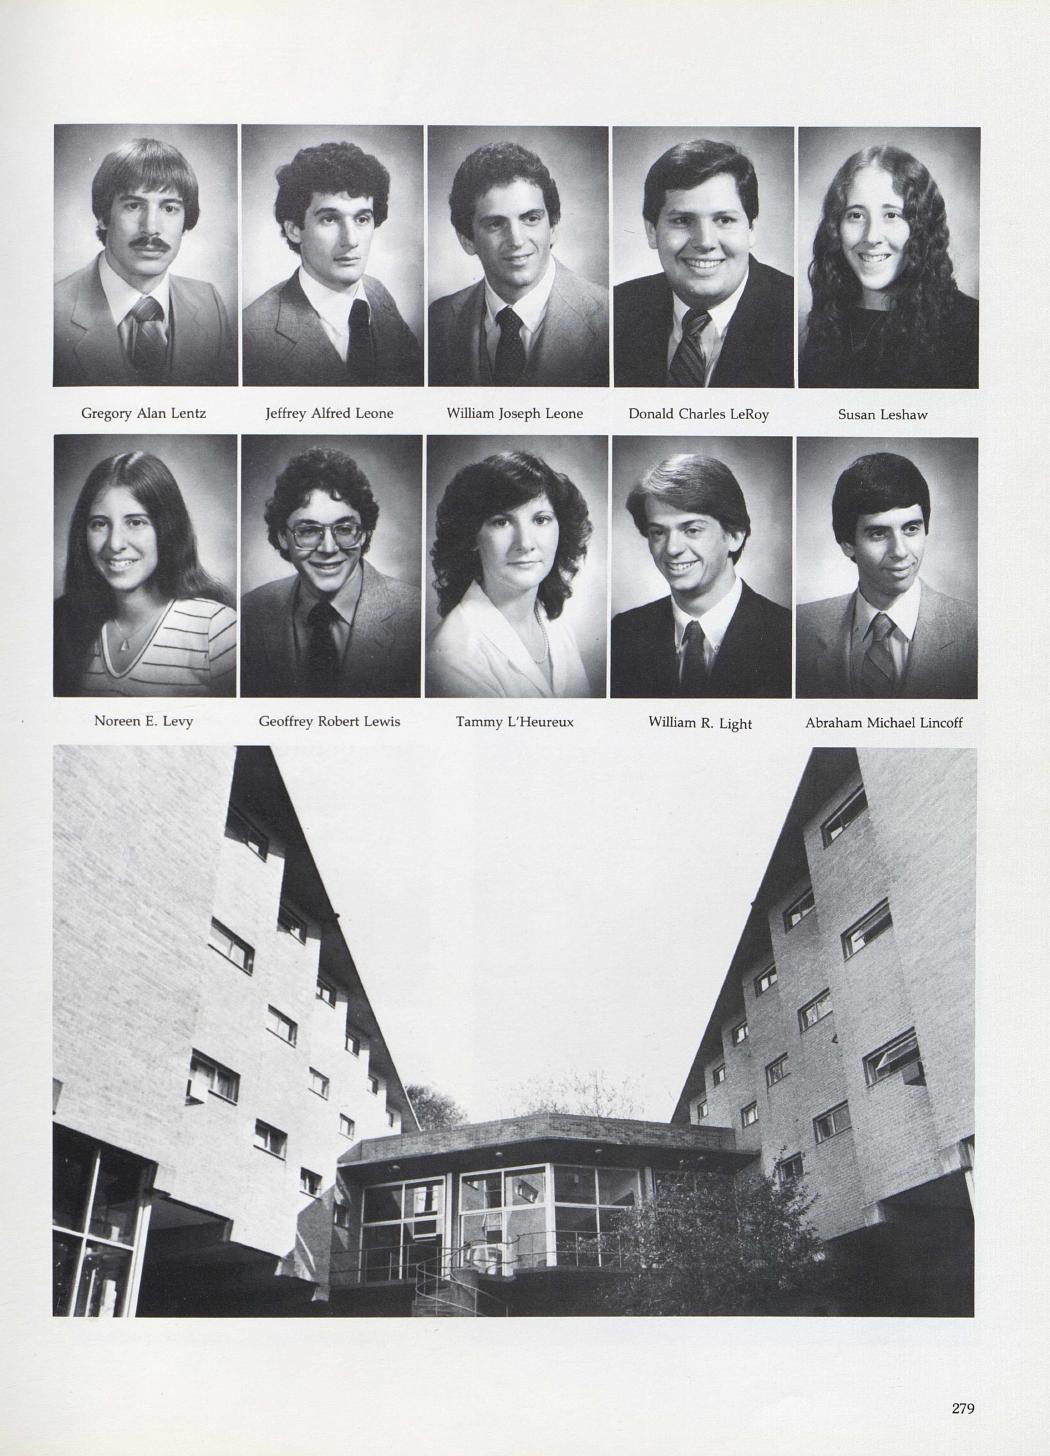 Gregory Alan Lentz
Jeffrey Alfred Leone
William Joseph Leone
Donald Charles LeRoy
Susan Leshaw
Noreen E. Levy
Geoffrey Robert Lewis
Tammy L'Heureux
William R. Light
Abraham Michael Lincoff
279